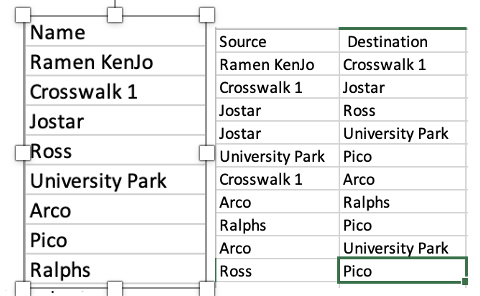 Name
Ramen KenJo
Crosswalk 1
Jostar
Ross
University Park
Arco
Pico
Ralphs
Source Destination
Ramen KenJo Crosswalk 1
Crosswalk 1 Jostar
Jostar Ross
Jostar University Park
University Park Pico
Crosswalk 1 Arco
Arco Ralphs
Ralphs Pico
Arco University Park
Ross Pico